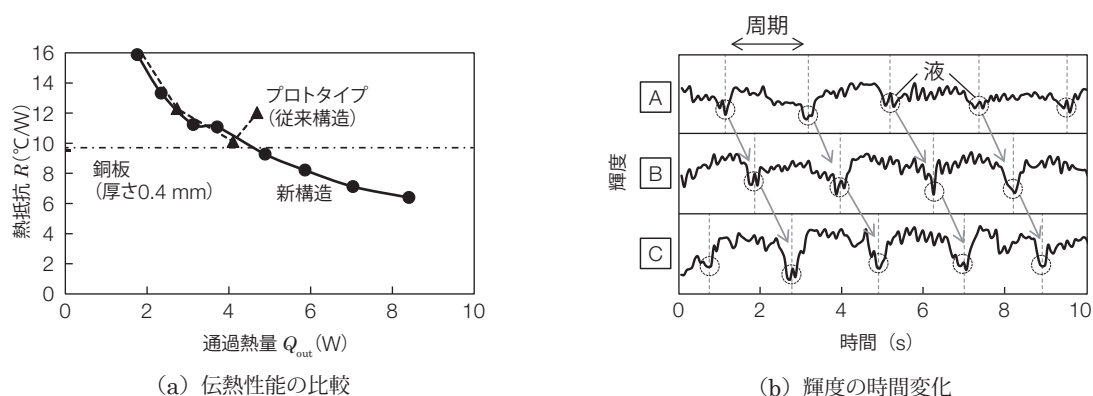 16
14
12
10
8
6
4
2
0
熱抵抗 R(℃/W)
プロトタイプ
(従来構造)
銅板
(厚さ0.4 mm)
新構造
0 2 4 6 8 10
通過熱量 Qout(W)
(a) 伝熱性能の比較
周期
液
A
B
C
輝度
0 2 4 6 8 10
時間 (s)
(b) 輝度の時間変化